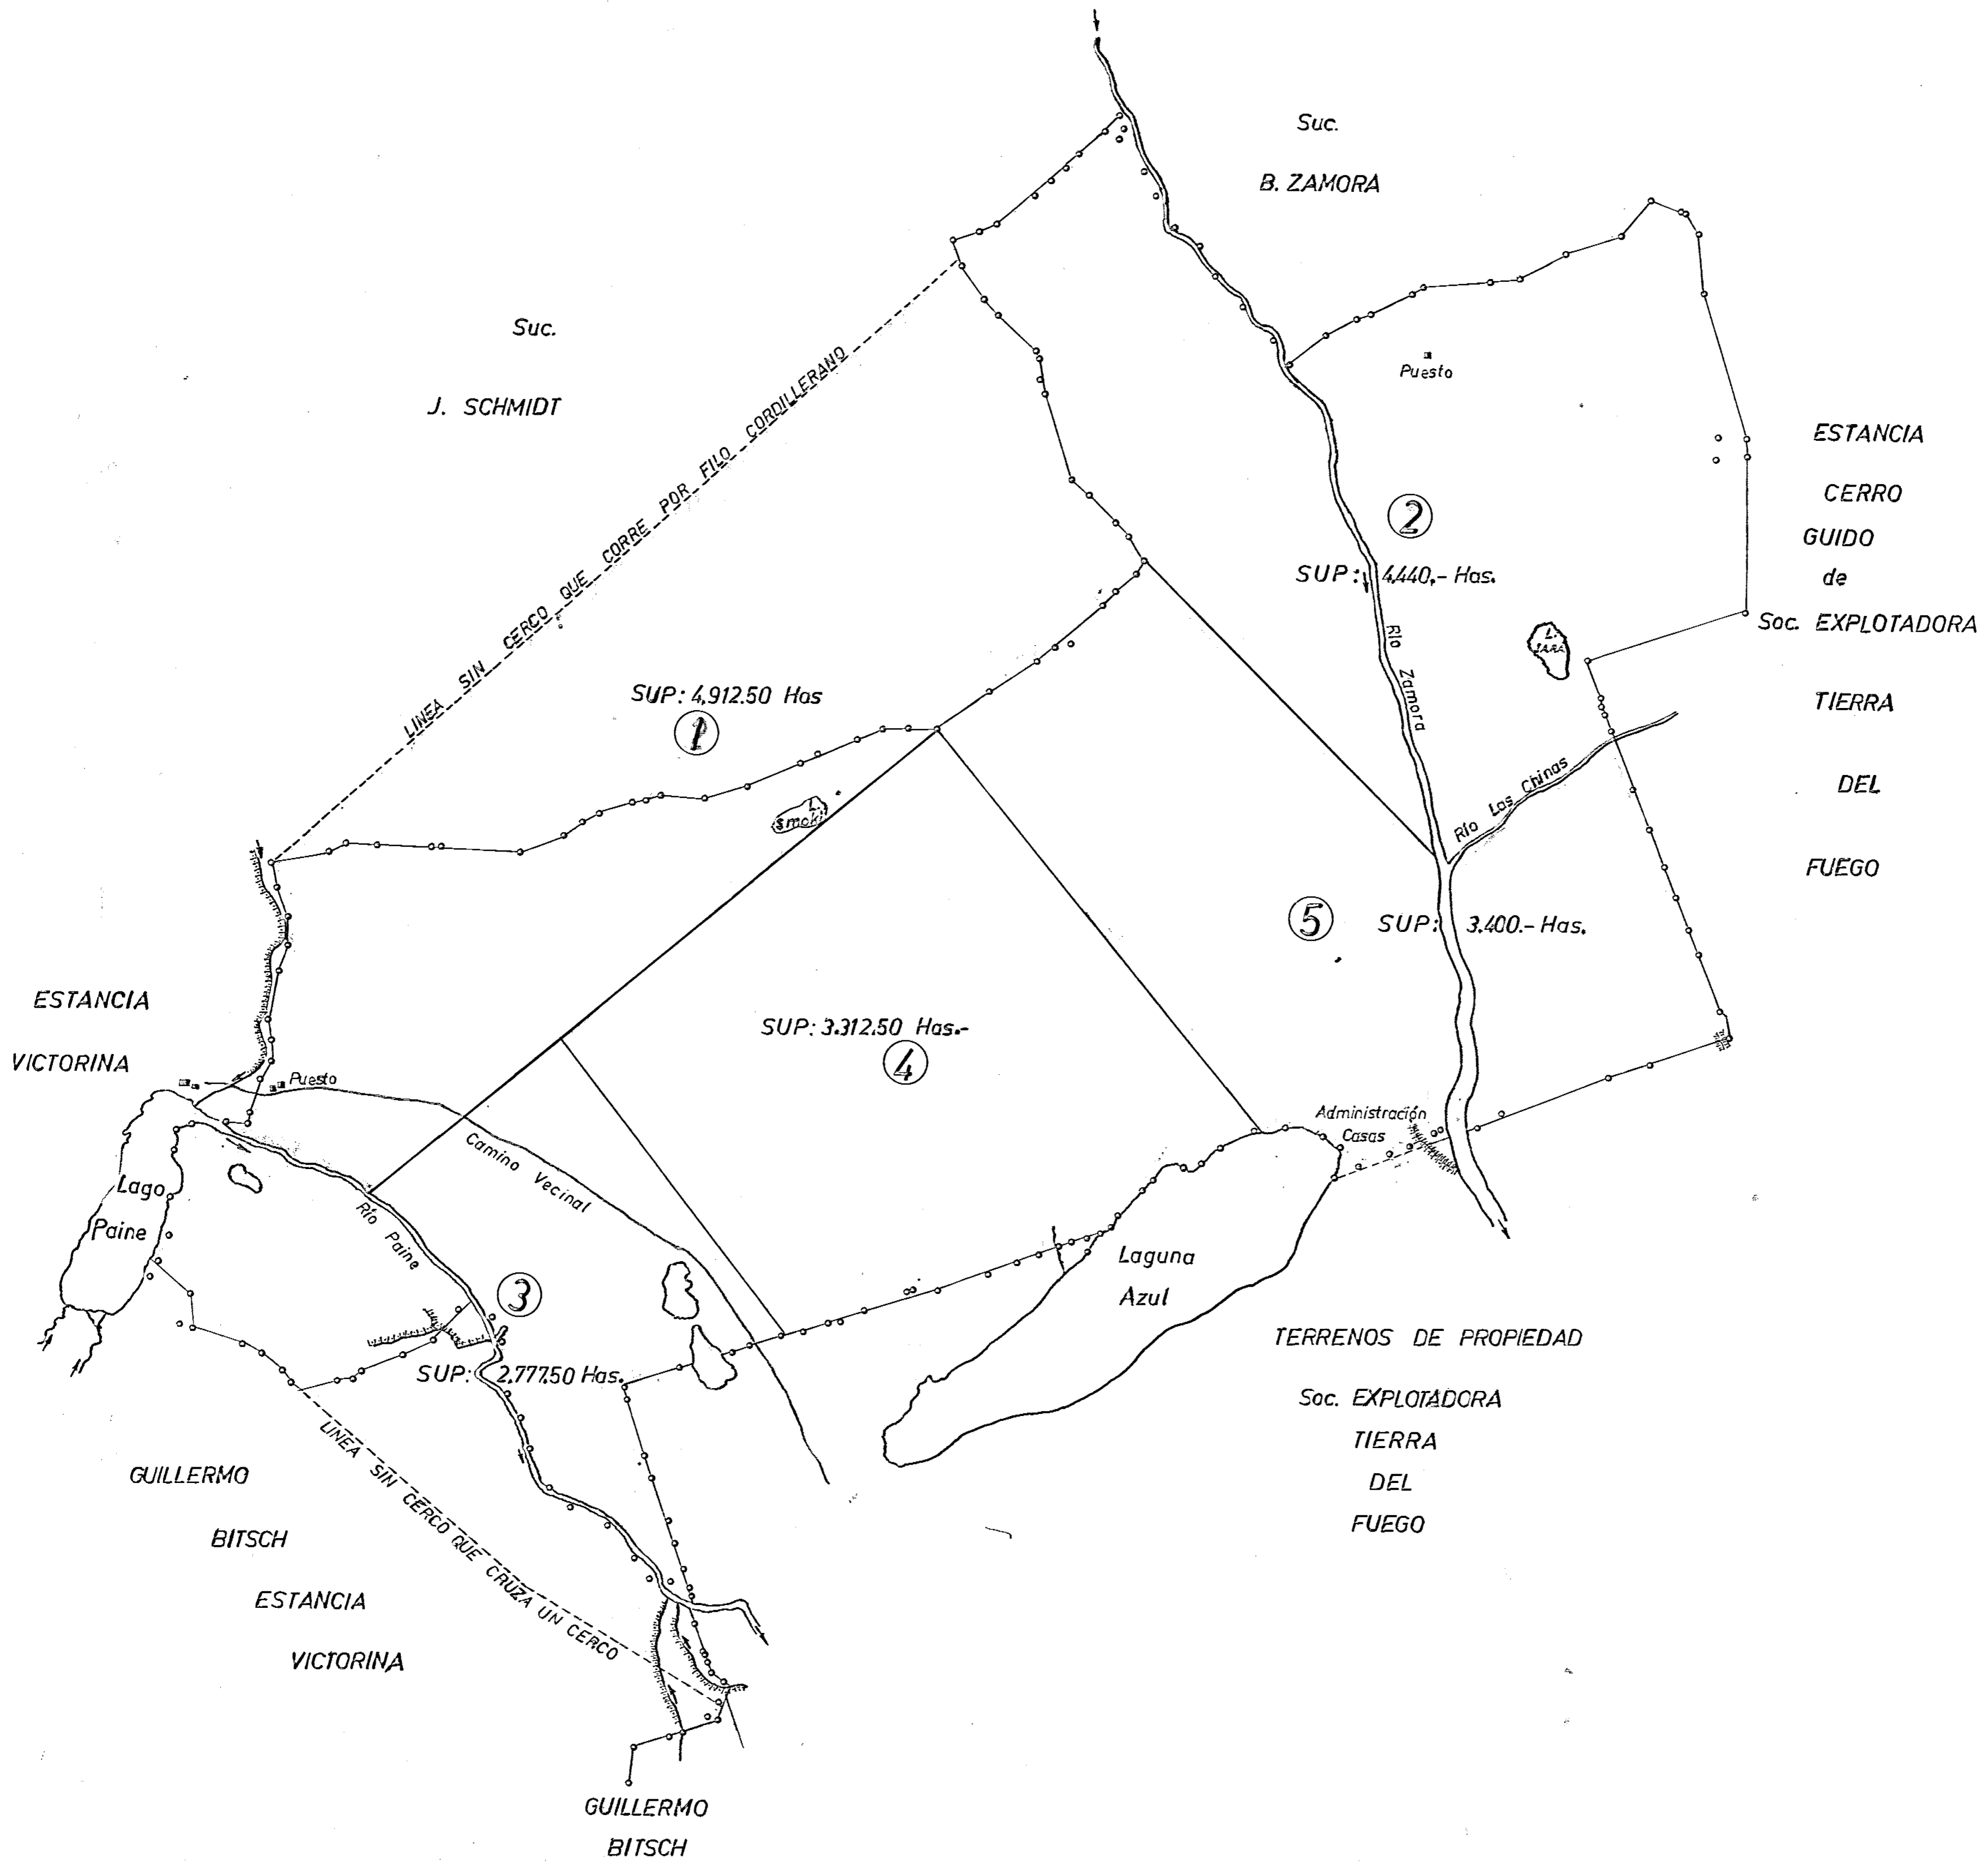 Suc.
B. ZAMORA
Suc.
J. SCHMIDT
LINEA SIN CERCO QUE CORRE POR FILO CORDILLERANO
Puesto
ESTANCIA
CERRO
GUIDO
de
Soc. EXPLOTADORA
TIERRA
DEL
FUEGO
2
SUP: 4.440,- Has.
Río Zamora
L.
SARA
SUP: 4,912.50 Has
1
L.
Smok
Río Las Chinas
5
SUP: 3.400.- Has.
ESTANCIA
VICTORINA
SUP: 3.312.50 Has.-
4
Puesto
Camino Vecinal
Administración
Casas
Lago
Paine
Río Paine
Laguna
Azul
3
SUP: 2,777.50 Has.
TERRENOS DE PROPIEDAD
Soc. EXPLOTADORA
TIERRA
DEL
FUEGO
LINEA SIN CERCO QUE CRUZA UN CERCO
GUILLERMO
BITSCH
ESTANCIA
VICTORINA
GUILLERMO
BITSCH